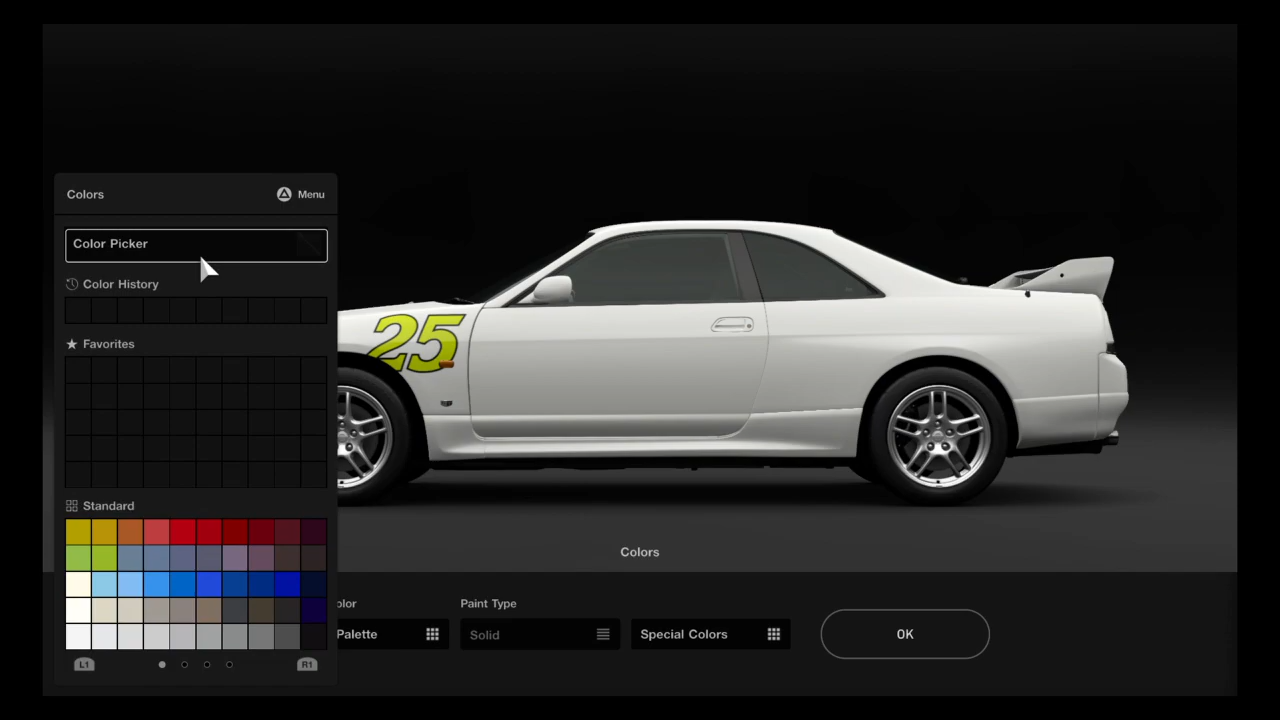 Colors
Menu
Color Picker
Color History
Favorites
Standard
L1
R1
25
Colors
olor
Palette
Paint Type
Solid
Special Colors
OK